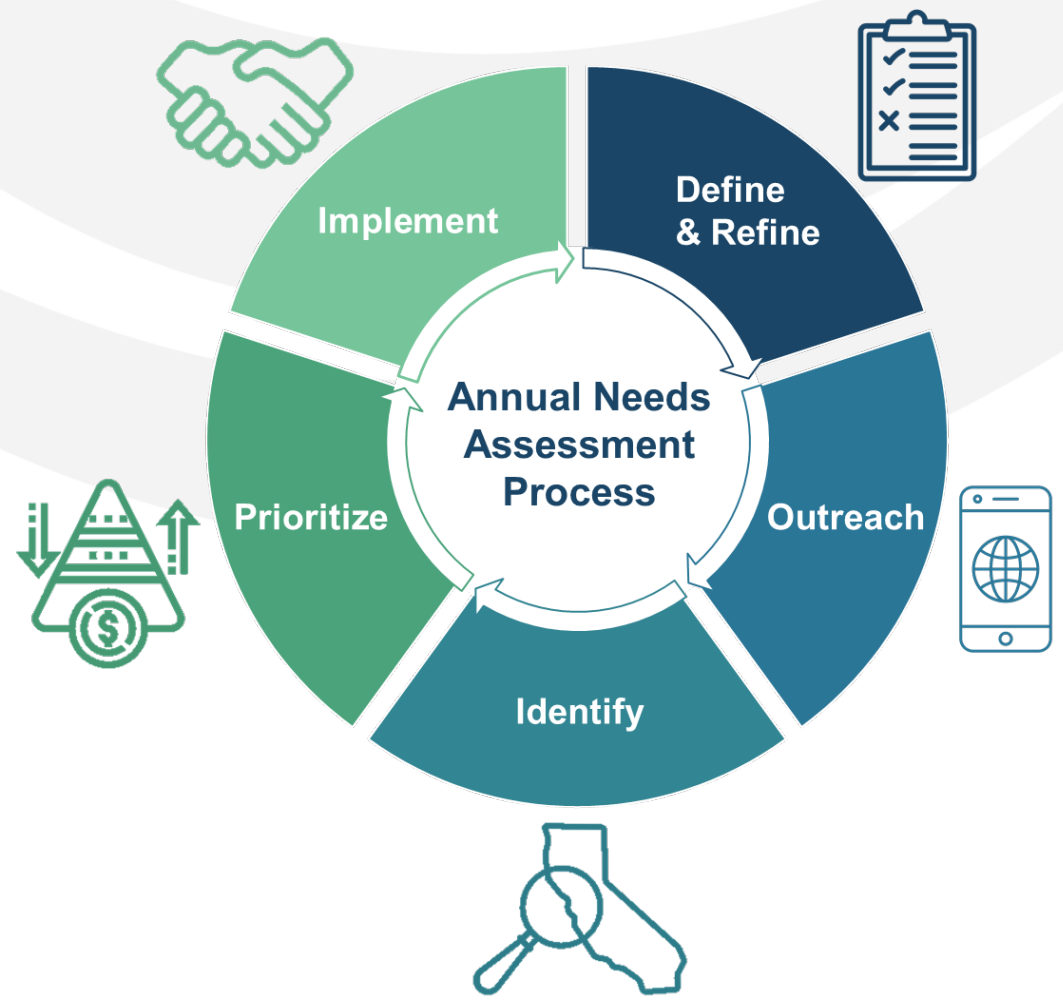 Implement
Define
& Refine
Annual Needs
Assessment
Process
Prioritize
Outreach
Identify
$